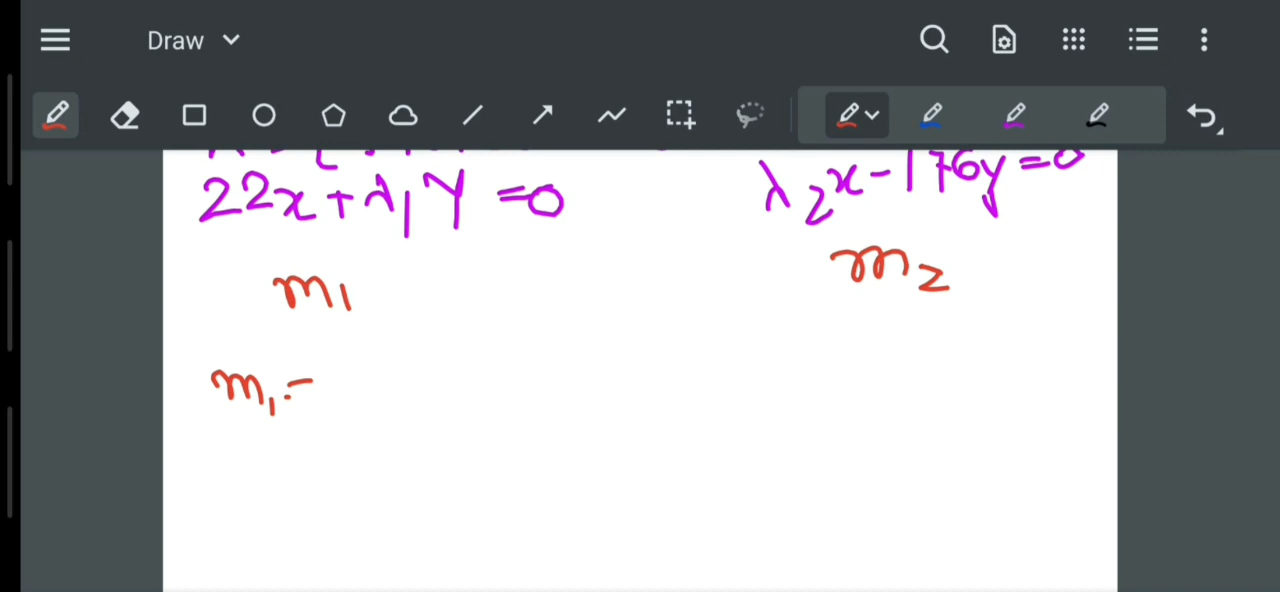 Draw
22x+λ₁Y=0
λ₂x-176y=0
m₁
m₂
m₁=